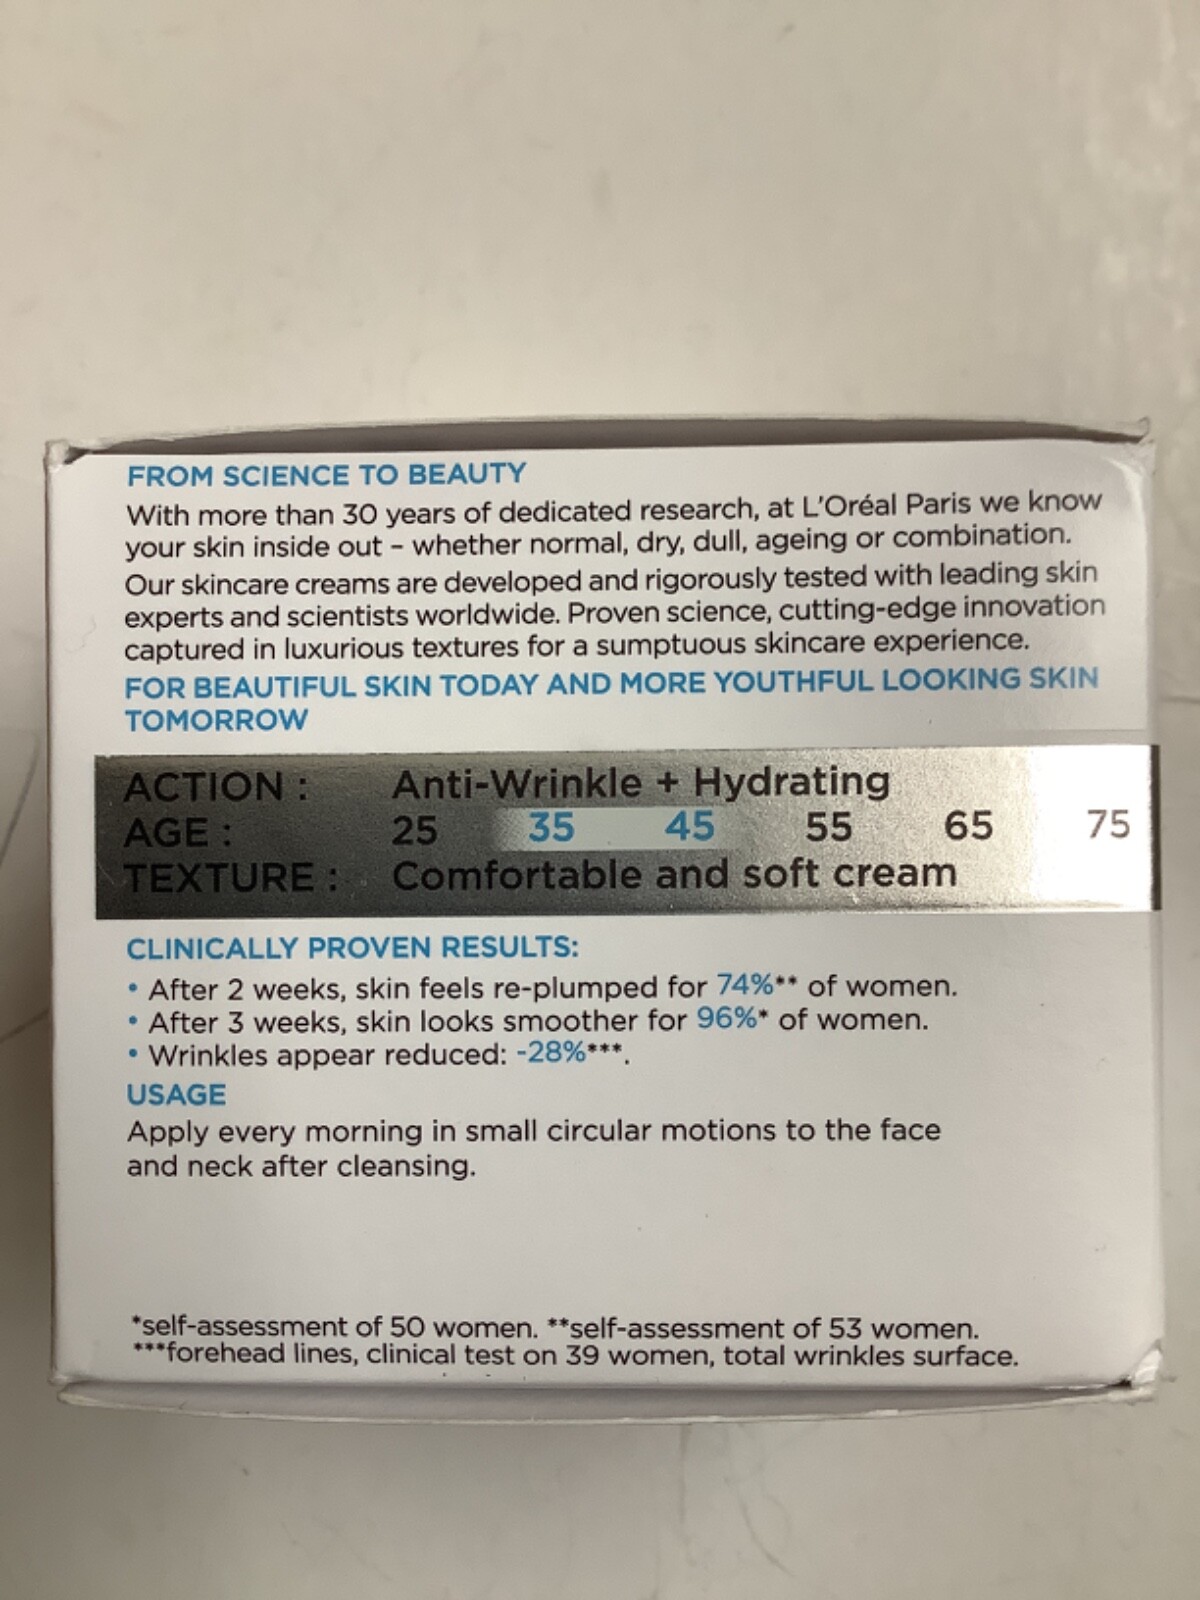 FROM SCIENCE TO BEAUTY
With more than 30 years of dedicated research, at L'Oréal Paris we know
your skin inside out – whether normal, dry, dull, ageing or combination.
Our skincare creams are developed and rigorously tested with leading skin
experts and scientists worldwide. Proven science, cutting-edge innovation
captured in luxurious textures for a sumptuous skincare experience.
FOR BEAUTIFUL SKIN TODAY AND MORE YOUTHFUL LOOKING SKIN
TOMORROW
ACTION : Anti-Wrinkle + Hydrating
AGE : 25 35 45 55 65 75
TEXTURE : Comfortable and soft cream
CLINICALLY PROVEN RESULTS:
• After 2 weeks, skin feels re-plumped for 74%** of women.
• After 3 weeks, skin looks smoother for 96%* of women.
• Wrinkles appear reduced: -28%***.
USAGE
Apply every morning in small circular motions to the face
and neck after cleansing.
*self-assessment of 50 women. **self-assessment of 53 women.
***forehead lines, clinical test on 39 women, total wrinkles surface.